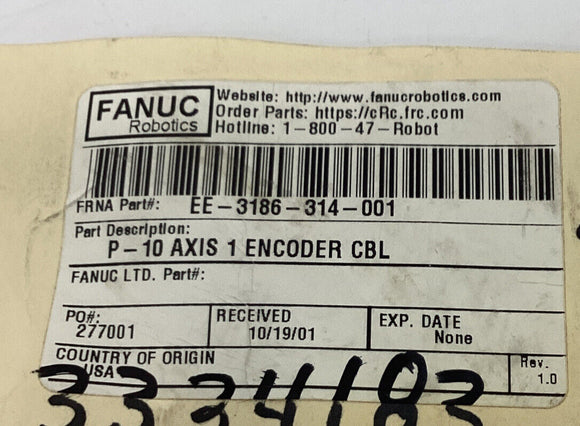 FANUC
Robotics
Website: http://www.fanucrobotics.com
Order Parts: https://cRc.frc.com
Hotline: 1-800-47-Robot
FRNA Part#: EE-3186-314-001
Part Description:
P-10 AXIS 1 ENCODER CBL
FANUC LTD. Part#:
PO#: RECEIVED EXP. DATE
277001 10/19/01 None
COUNTRY OF ORIGIN Rev.
USA 1.0
3334183